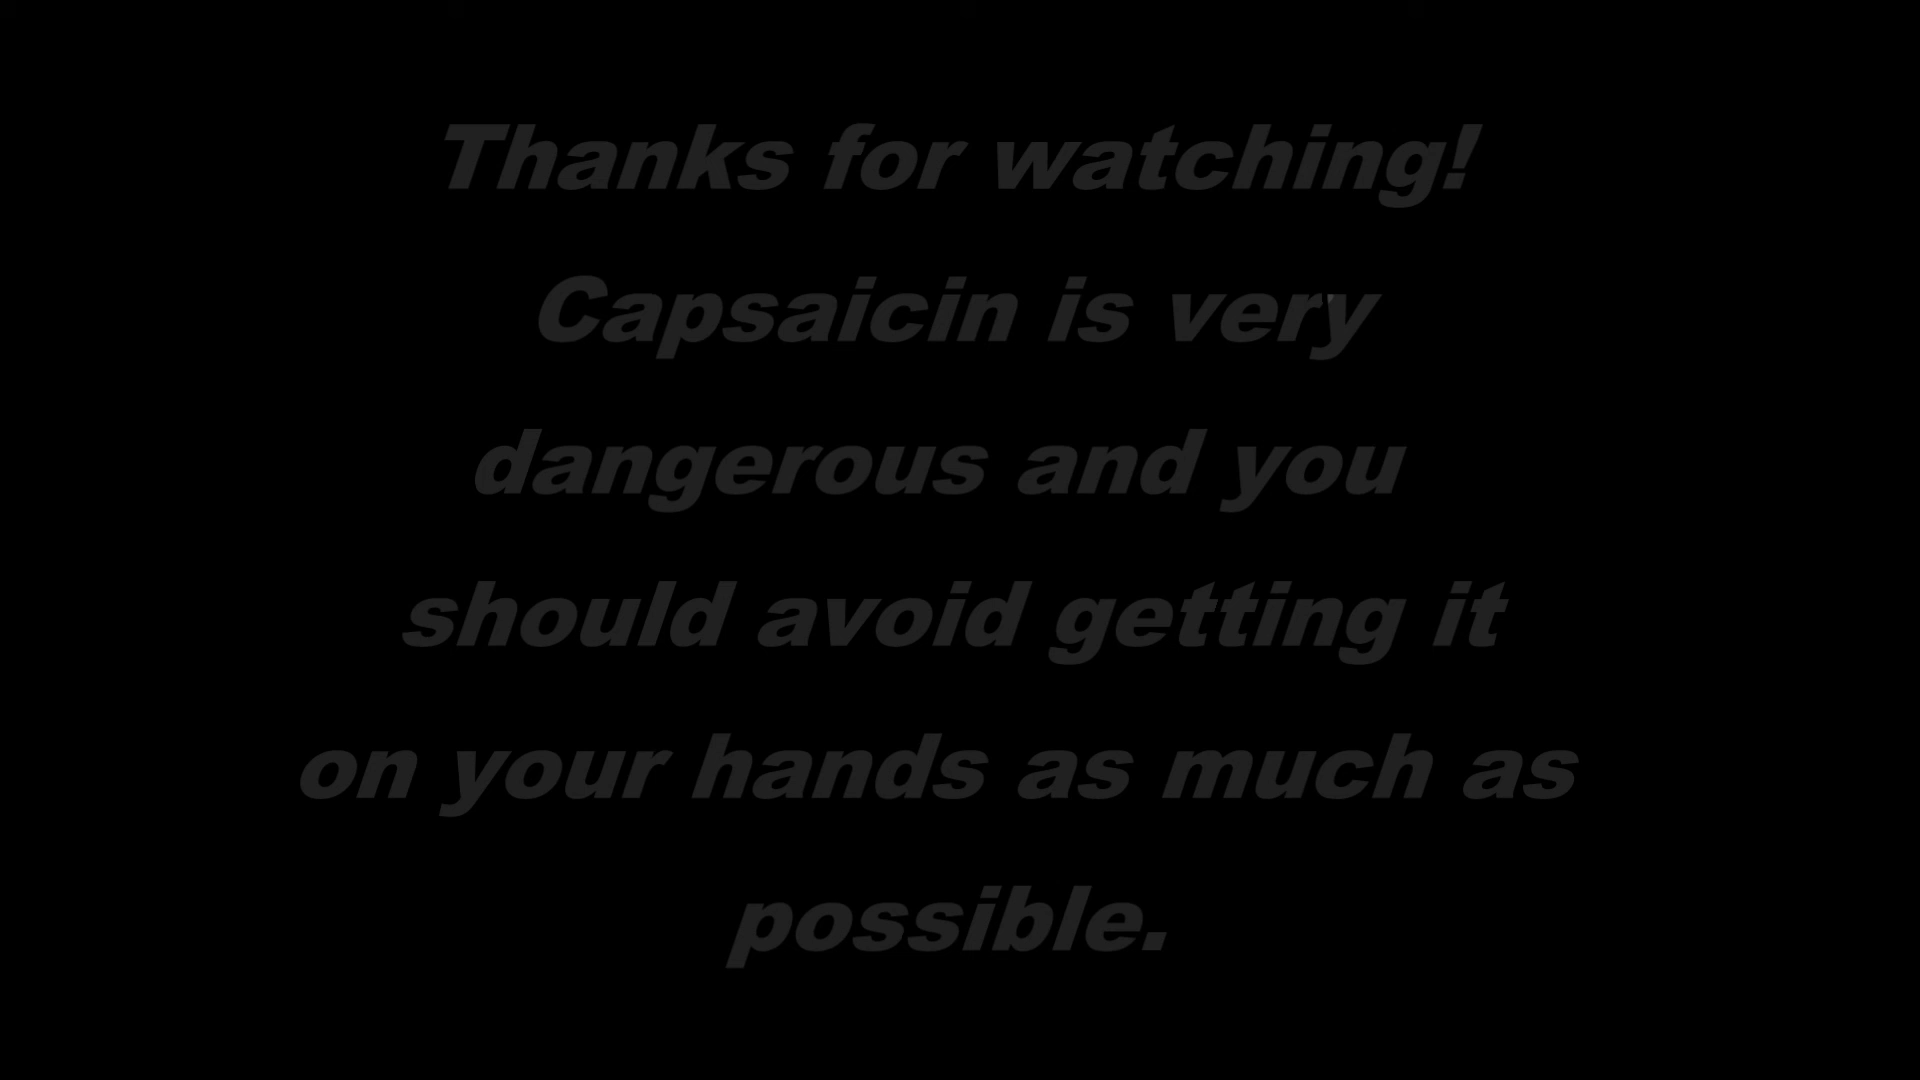 Thanks for watching!
Capsaicin is very
dangerous and you
should avoid getting it
on your hands as much as
possible.